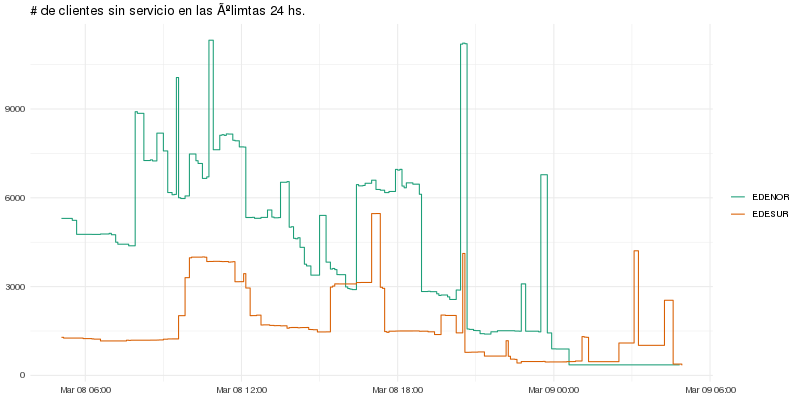 # de clientes sin servicio en las Ãºlimtas 24 hs.
9000
6000
3000
0
Mar 08 06:00
Mar 08 12:00
Mar 08 18:00
Mar 09 00:00
Mar 09 06:00
EDENOR
EDESUR